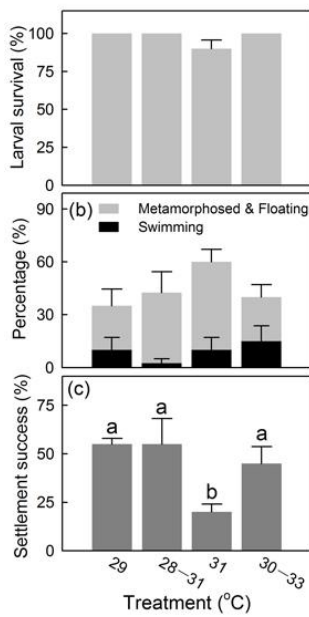 Larval survival (%)
100
75
50
25
0
Percentage (%)
(b)
Metamorphosed & Floating
Swimming
90
60
30
0
Settlement success (%)
(c)
75
50
25
0
a
a
b
a
29
28—31
31
30—33
Treatment (°C)